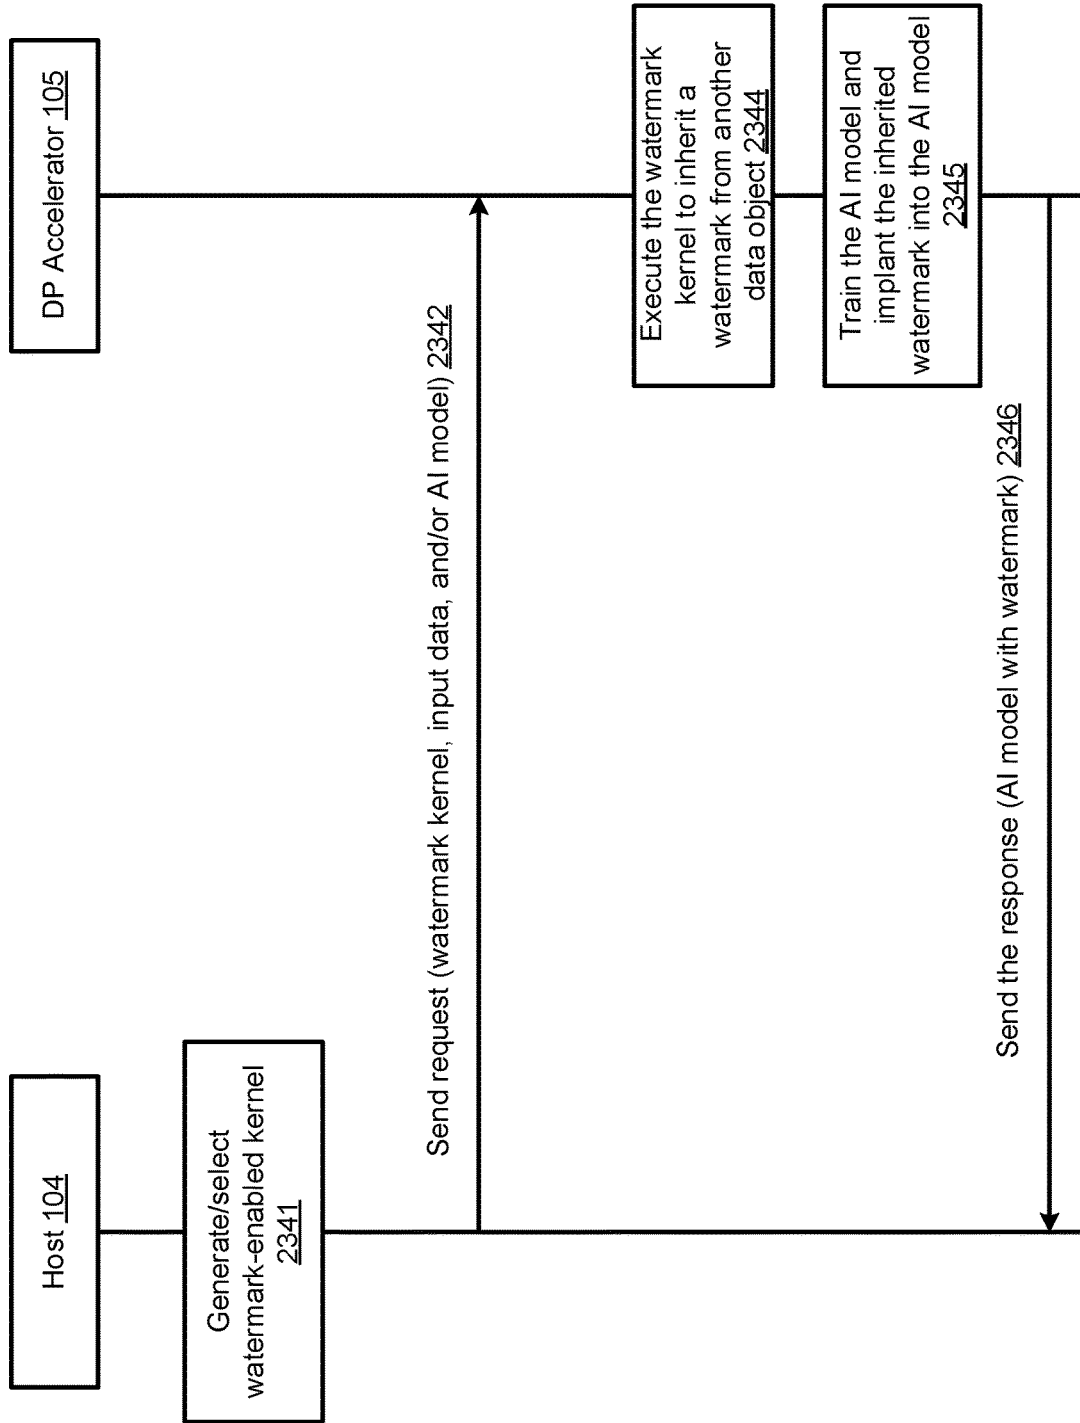 Host 104
DP Accelerator 105
Generate/select
watermark-enabled kernel
2341
Send request (watermark kernel, input data, and/or AI model) 2342
Execute the watermark
kernel to inherit a
watermark from another
data object 2344
Train the AI model and
implant the inherited
watermark into the AI model
2345
Send the response (AI model with watermark) 2346